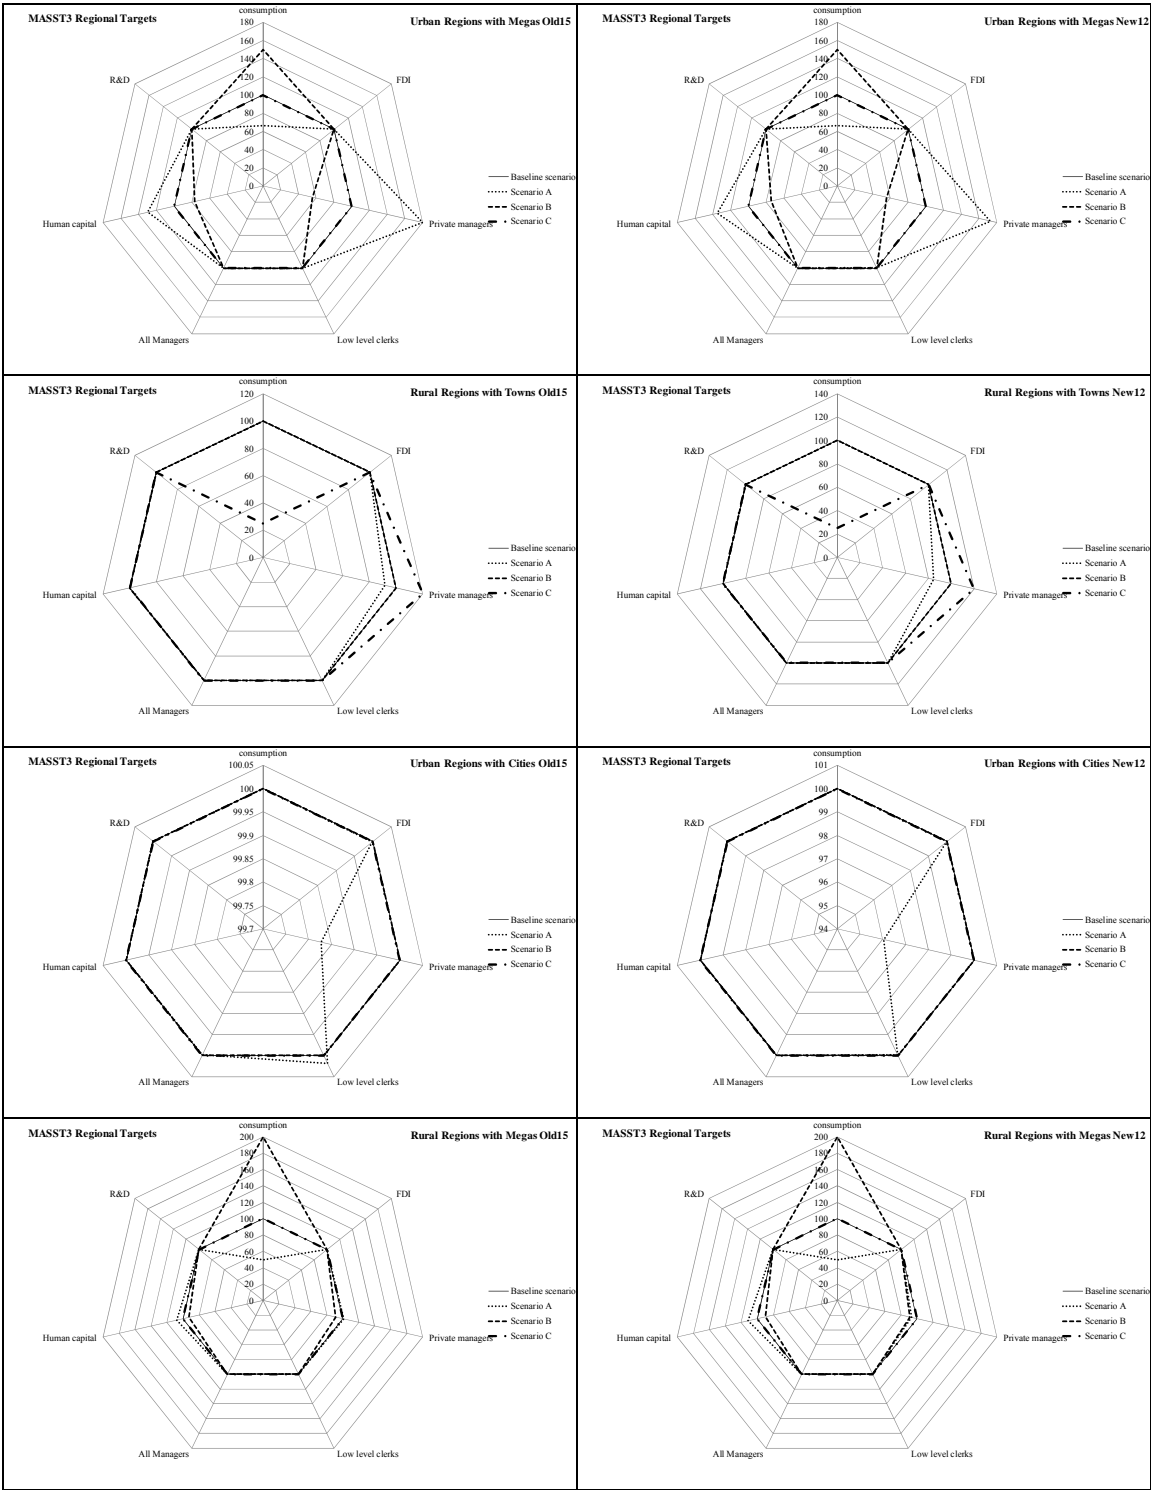 MASST3 Regional Targets
Urban Regions with Megas Old15
consumption
180
160
140
120
100
80
60
40
20
0
R&D
FDI
Human capital
Private managers
All Managers
Low level clerks
Baseline scenario
Scenario A
Scenario B
Scenario C
MASST3 Regional Targets
Urban Regions with Megas New12
consumption
180
160
140
120
100
80
60
40
20
0
R&D
FDI
Human capital
Private managers
All Managers
Low level clerks
Baseline scenario
Scenario A
Scenario B
Scenario C
MASST3 Regional Targets
Rural Regions with Towns Old15
consumption
120
100
80
60
40
20
0
R&D
FDI
Human capital
Private managers
All Managers
Low level clerks
Baseline scenario
Scenario A
Scenario B
Scenario C
MASST3 Regional Targets
Rural Regions with Towns New12
consumption
140
120
100
80
60
40
20
0
R&D
FDI
Human capital
Private managers
All Managers
Low level clerks
Baseline scenario
Scenario A
Scenario B
Scenario C
MASST3 Regional Targets
Urban Regions with Cities Old15
consumption
100.05
100
99.95
99.9
99.85
99.8
99.75
99.7
R&D
FDI
Human capital
Private managers
All Managers
Low level clerks
Baseline scenario
Scenario A
Scenario B
Scenario C
MASST3 Regional Targets
Urban Regions with Cities New12
consumption
101
100
99
98
97
96
95
94
R&D
FDI
Human capital
Private managers
All Managers
Low level clerks
Baseline scenario
Scenario A
Scenario B
Scenario C
MASST3 Regional Targets
Rural Regions with Megas Old15
consumption
200
180
160
140
120
100
80
60
40
20
0
R&D
FDI
Human capital
Private managers
All Managers
Low level clerks
Baseline scenario
Scenario A
Scenario B
Scenario C
MASST3 Regional Targets
Rural Regions with Megas New12
consumption
200
180
160
140
120
100
80
60
40
20
0
R&D
FDI
Human capital
Private managers
All Managers
Low level clerks
Baseline scenario
Scenario A
Scenario B
Scenario C